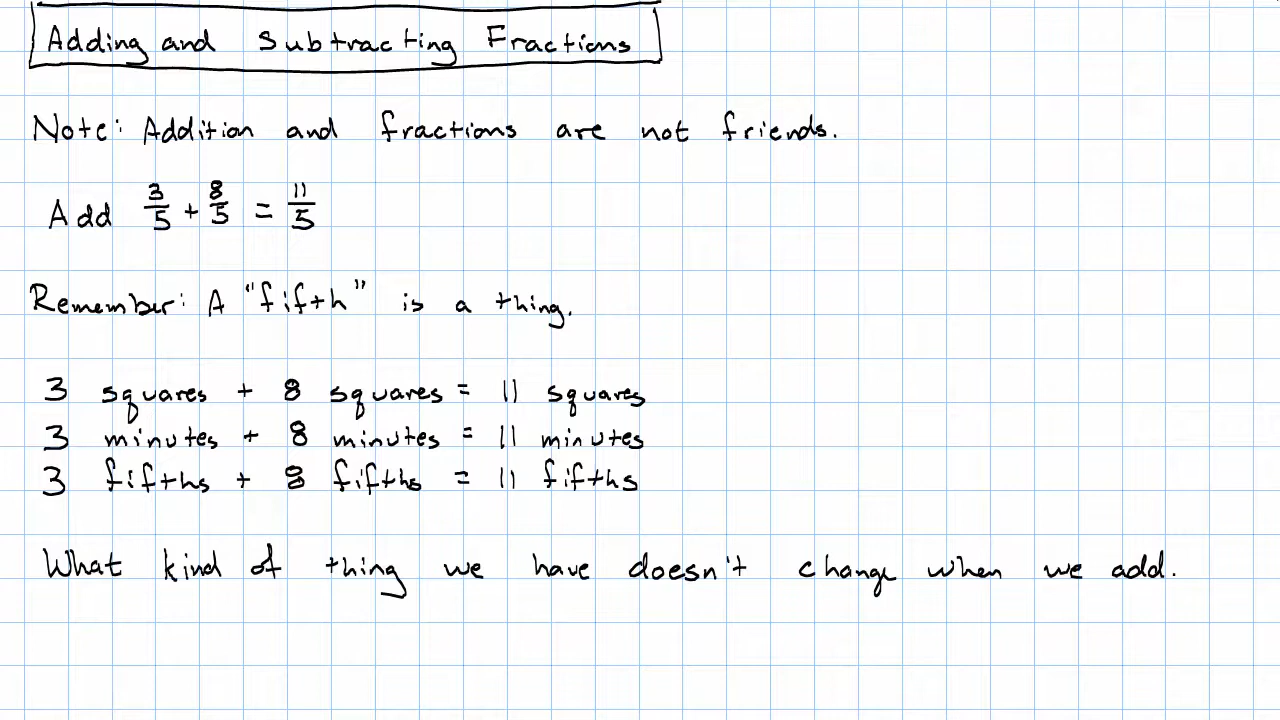 Adding and Subtracting Fractions
Note: Addition and fractions are not friends.
Add 3/5 + 8/5 = 11/5
Remember: A "fifth" is a thing.
3 squares + 8 squares = 11 squares
3 minutes + 8 minutes = 11 minutes
3 fifths + 8 fifths = 11 fifths
What kind of thing we have doesn't change when we add.